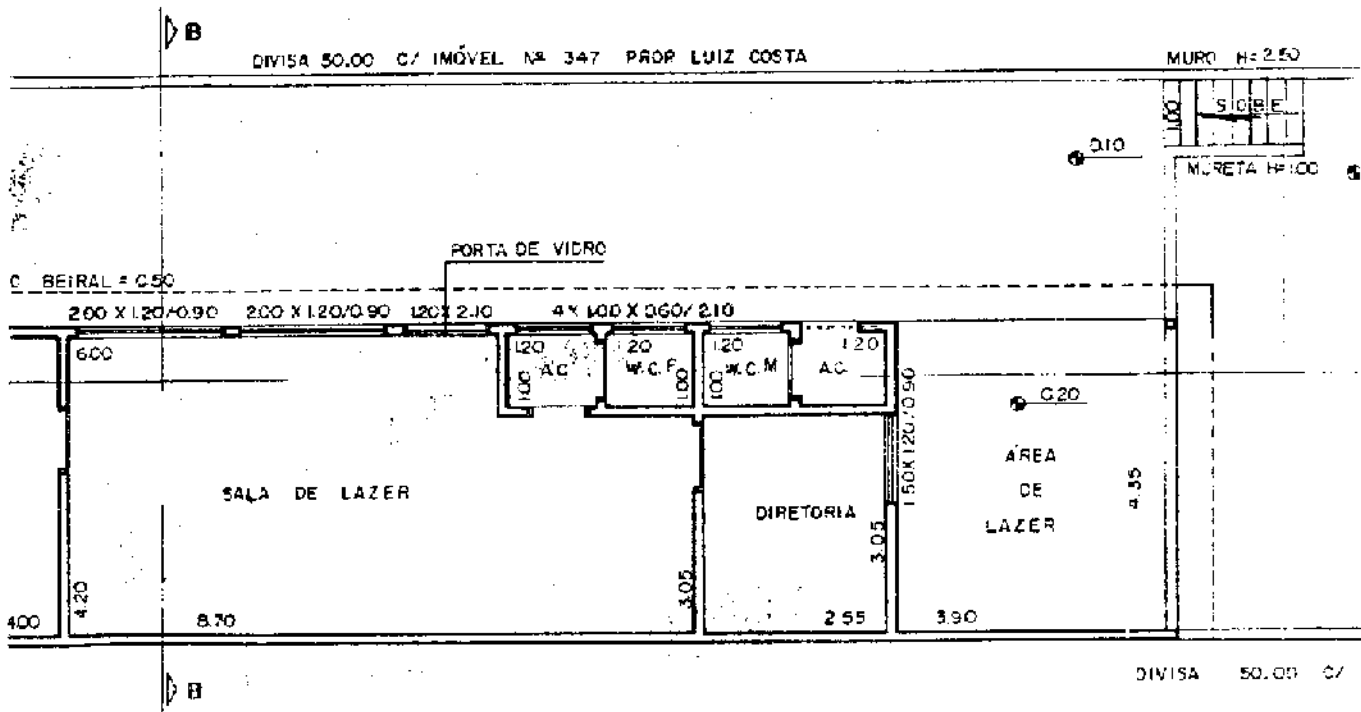 B
DIVISA 50.00 C/ IMÓVEL Nº 347 PROP LUIZ COSTA
MURO H=2.50
1.00
SOBE
0.10
MURETA H=1.00
PORTA DE VIDRO
BEIRAL = 0.50
2.00 X 1.20/0.90
2.00 X 1.20/0.90
1.20 X 2.10
4 X 1.00 X 0.60/2.10
6.00
1.20
A.C
1.00
1.20
W.C.F
1.00
1.20
W.C.M
1.00
1.20
A.C
1.50 X 1.20/0.90
0.20
ÁREA
DE
LAZER
4.35
SALA DE LAZER
DIRETORIA
3.05
3.05
4.20
4.00
8.70
2.55
3.90
B
DIVISA 50.00 C/